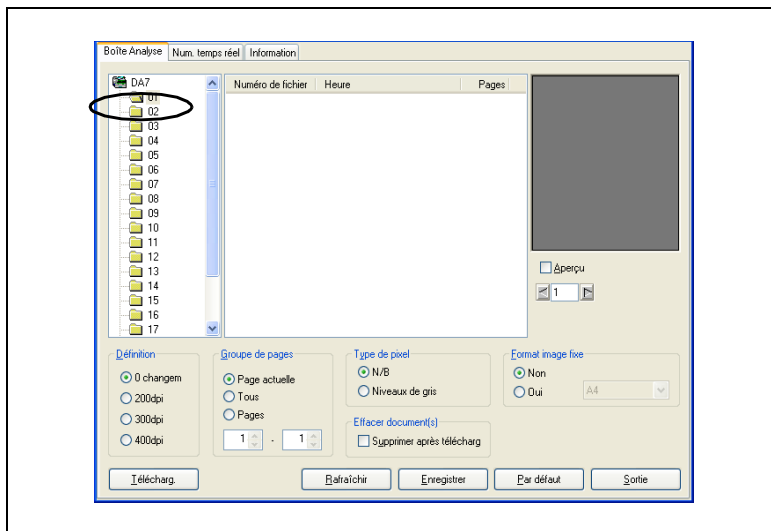 Boîte Analyse Num. temps réel Information
DA7
01
02
03
04
05
06
07
08
09
10
11
12
13
14
15
16
17
Numéro de fichier Heure Pages
Aperçu
1
Définition
0 changem
200dpi
300dpi
400dpi
Groupe de pages
Page actuelle
Tous
Pages
1 - 1
Type de pixel
N/B
Niveaux de gris
Effacer document(s)
Supprimer après télécharg
Format image fixe
Non
Oui A4
Télécharg. Rafraîchir Enregistrer Par défaut Sortie